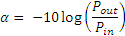 α = −10 log(P_out / P_in)